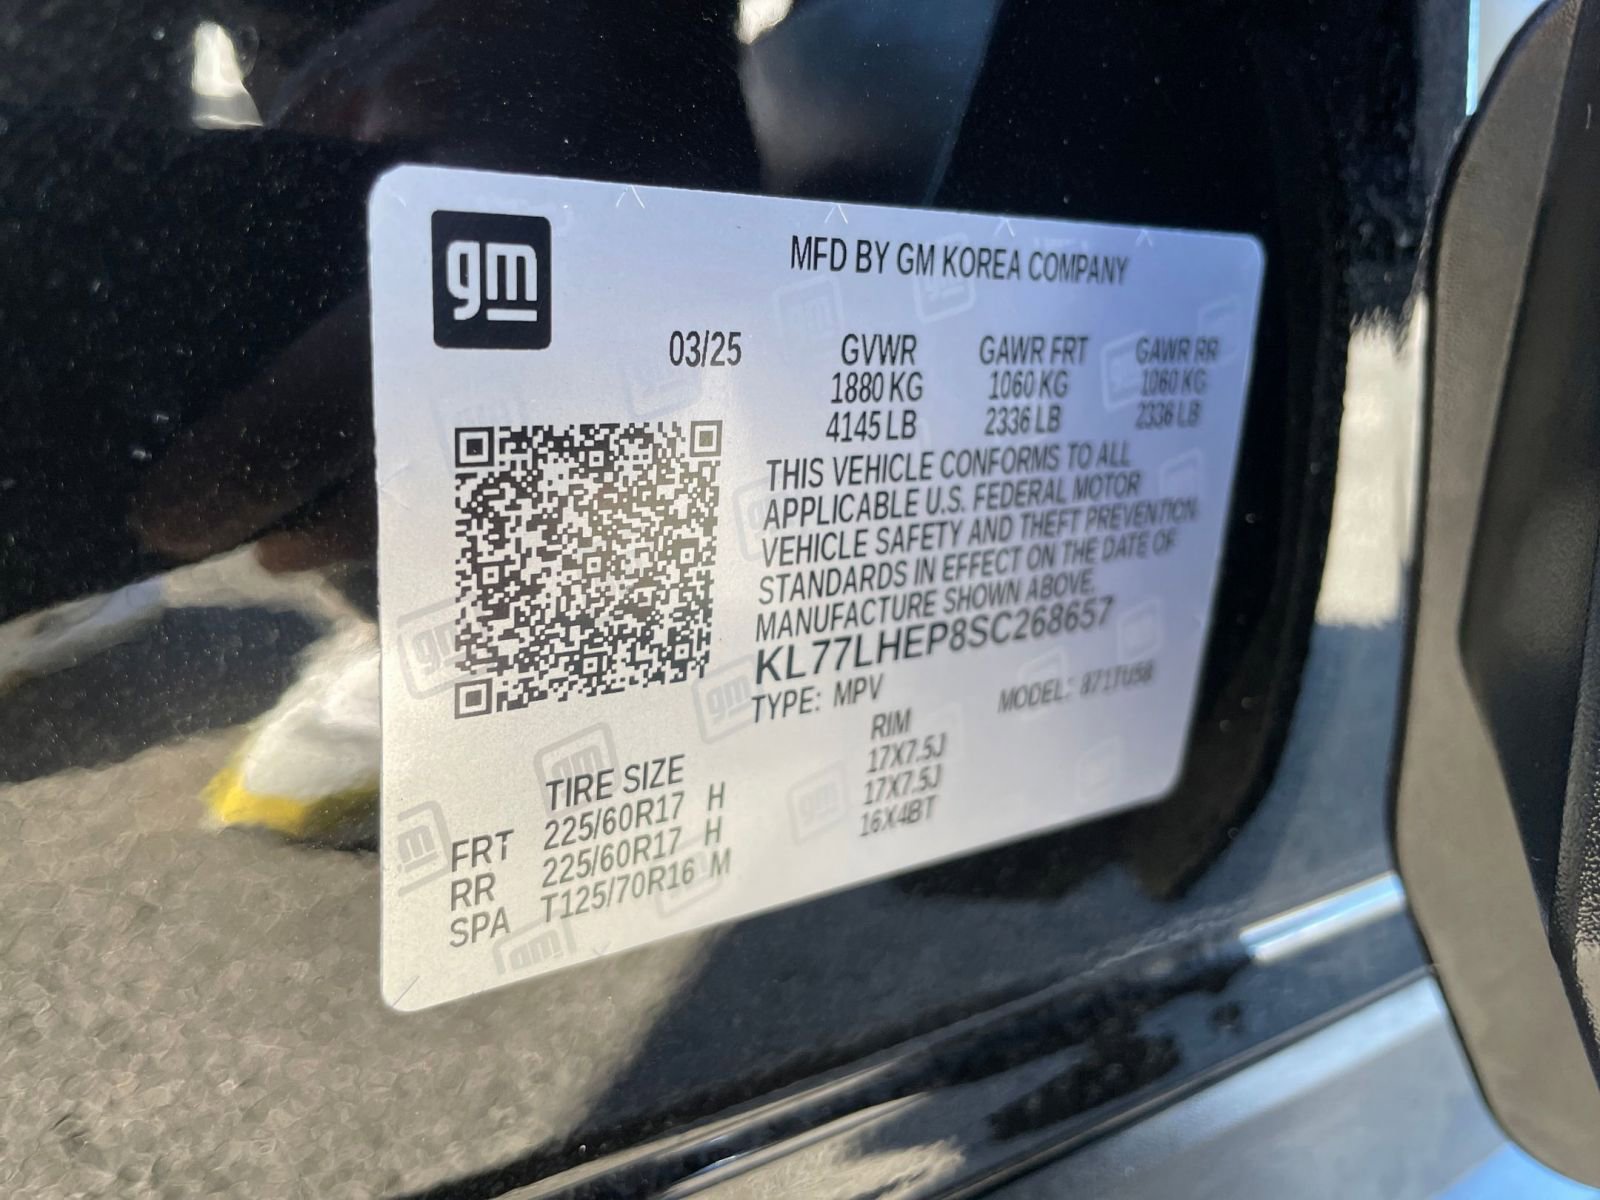 gm
MFD BY GM KOREA COMPANY
03/25 GVWR GAWR FRT GAWR RR
1880 KG 1060 KG 1060 KG
4145 LB 2336 LB 2336 LB
THIS VEHICLE CONFORMS TO ALL
APPLICABLE U.S. FEDERAL MOTOR
VEHICLE SAFETY AND THEFT PREVENTION
STANDARDS IN EFFECT ON THE DATE OF
MANUFACTURE SHOWN ABOVE.
KL77LHEP8SC268657
TYPE: MPV MODEL:
TIRE SIZE RIM
FRT 225/60R17 H 17X7.5J
RR 225/60R17 H 17X7.5J
SPA T125/70R16 M 16X4BT